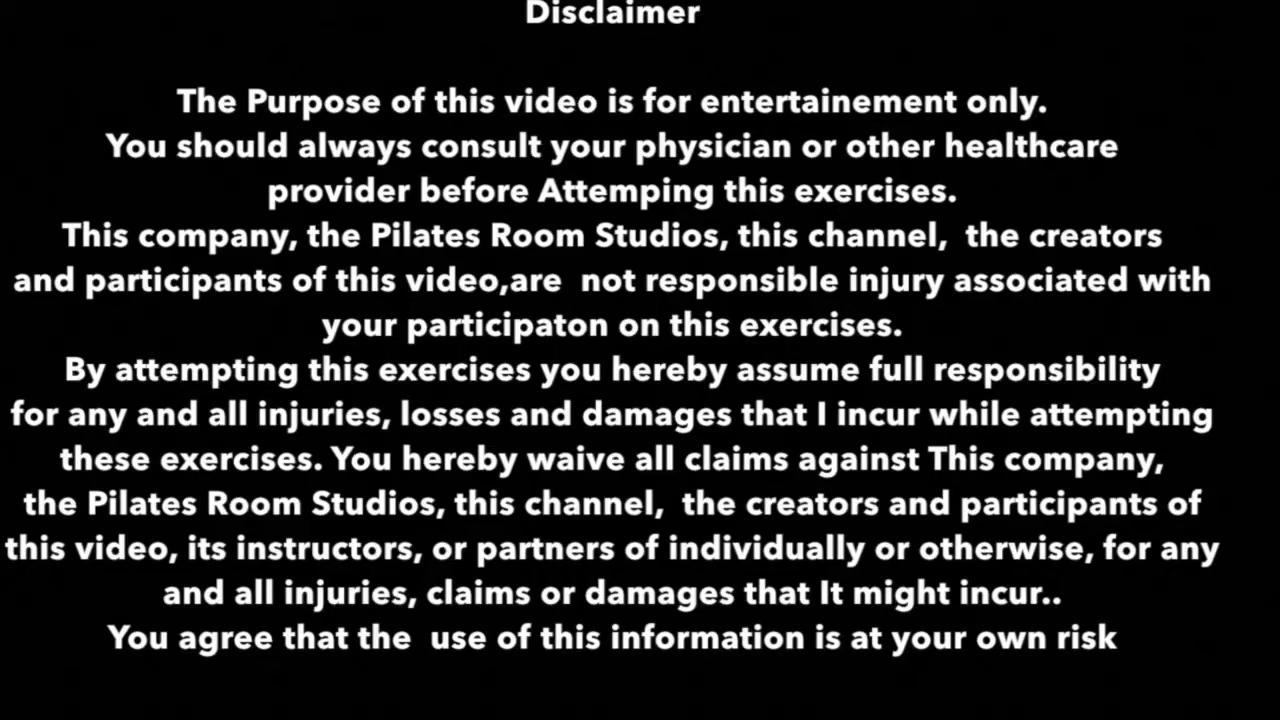 Disclaimer
The Purpose of this video is for entertainement only.
You should always consult your physician or other healthcare
provider before Attemping this exercises.
This company, the Pilates Room Studios, this channel,  the creators
and participants of this video,are  not responsible injury associated with
your participaton on this exercises.
By attempting this exercises you hereby assume full responsibility
for any and all injuries, losses and damages that I incur while attempting
these exercises. You hereby waive all claims against This company,
the Pilates Room Studios, this channel,  the creators and participants of
this video, its instructors, or partners of individually or otherwise, for any
and all injuries, claims or damages that It might incur..
You agree that the  use of this information is at your own risk